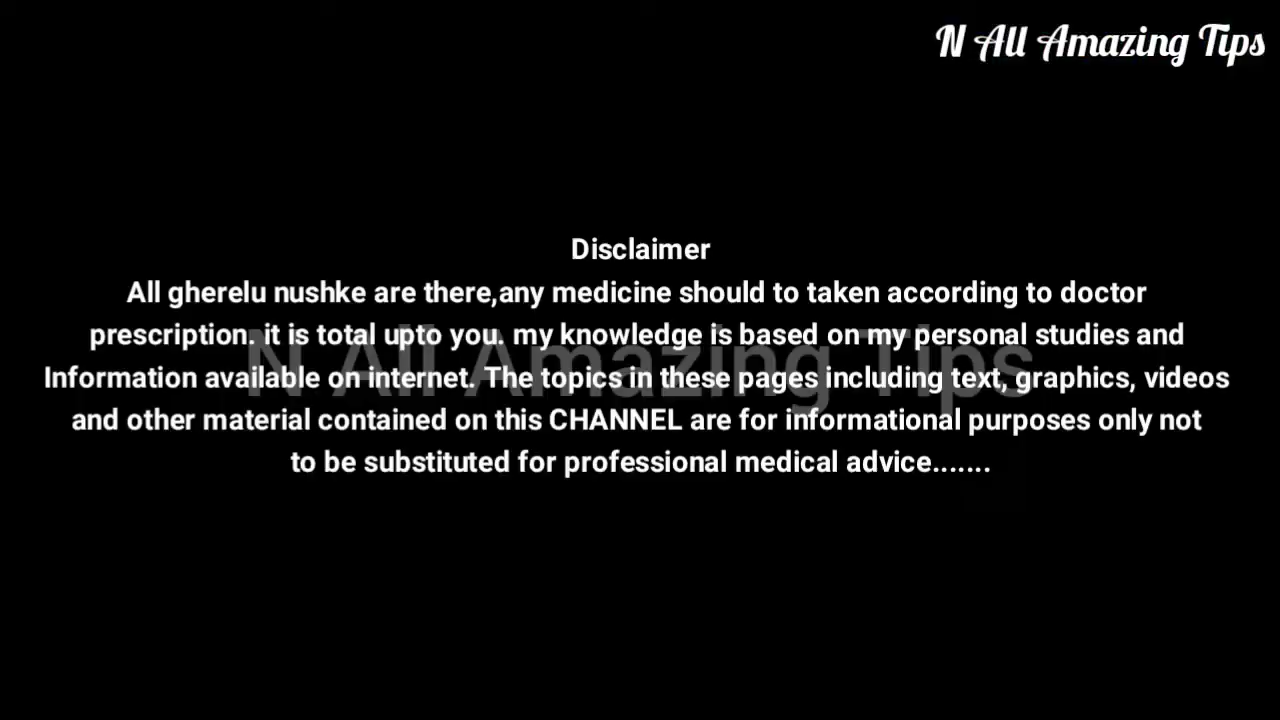 N All Amazing Tips
Disclaimer
All gherelu nushke are there,any medicine should to taken according to doctor
prescription. it is total upto you. my knowledge is based on my personal studies and
N All Amazing Tips
Information available on internet. The topics in these pages including text, graphics, videos
and other material contained on this CHANNEL are for informational purposes only not
to be substituted for professional medical advice.......